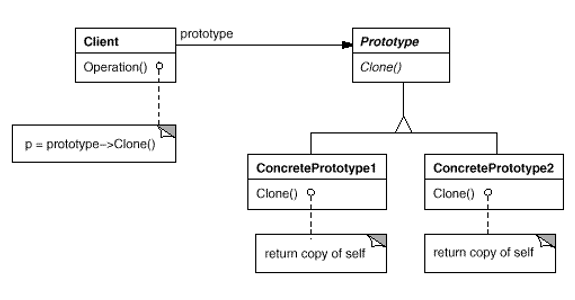 Client
Operation()
prototype
Prototype
Clone()
p = prototype->Clone()
ConcretePrototype1
Clone()
ConcretePrototype2
Clone()
return copy of self
return copy of self